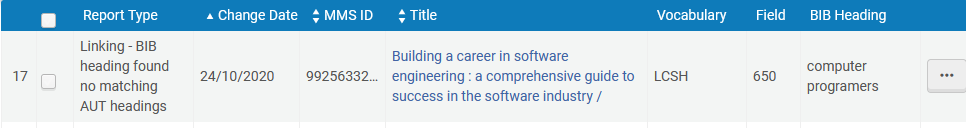 Report Type Change Date MMS ID Title Vocabulary Field BIB Heading
Linking - BIB
heading found
no matching
AUT headings
17 24/10/2020 99256332... Building a career in software
engineering : a comprehensive guide to
success in the software industry /
LCSH 650 computer
programers